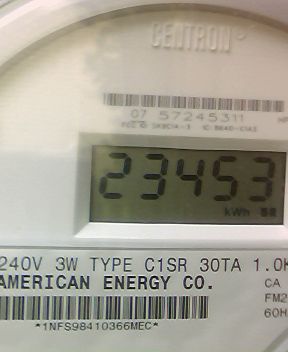 CENTRON®
07 57245311
23453
kWh
240V 3W TYPE C1SR 30TA 1.0K
AMERICAN ENERGY CO. CA
FM2
60H
*1NFS98410366MEC*